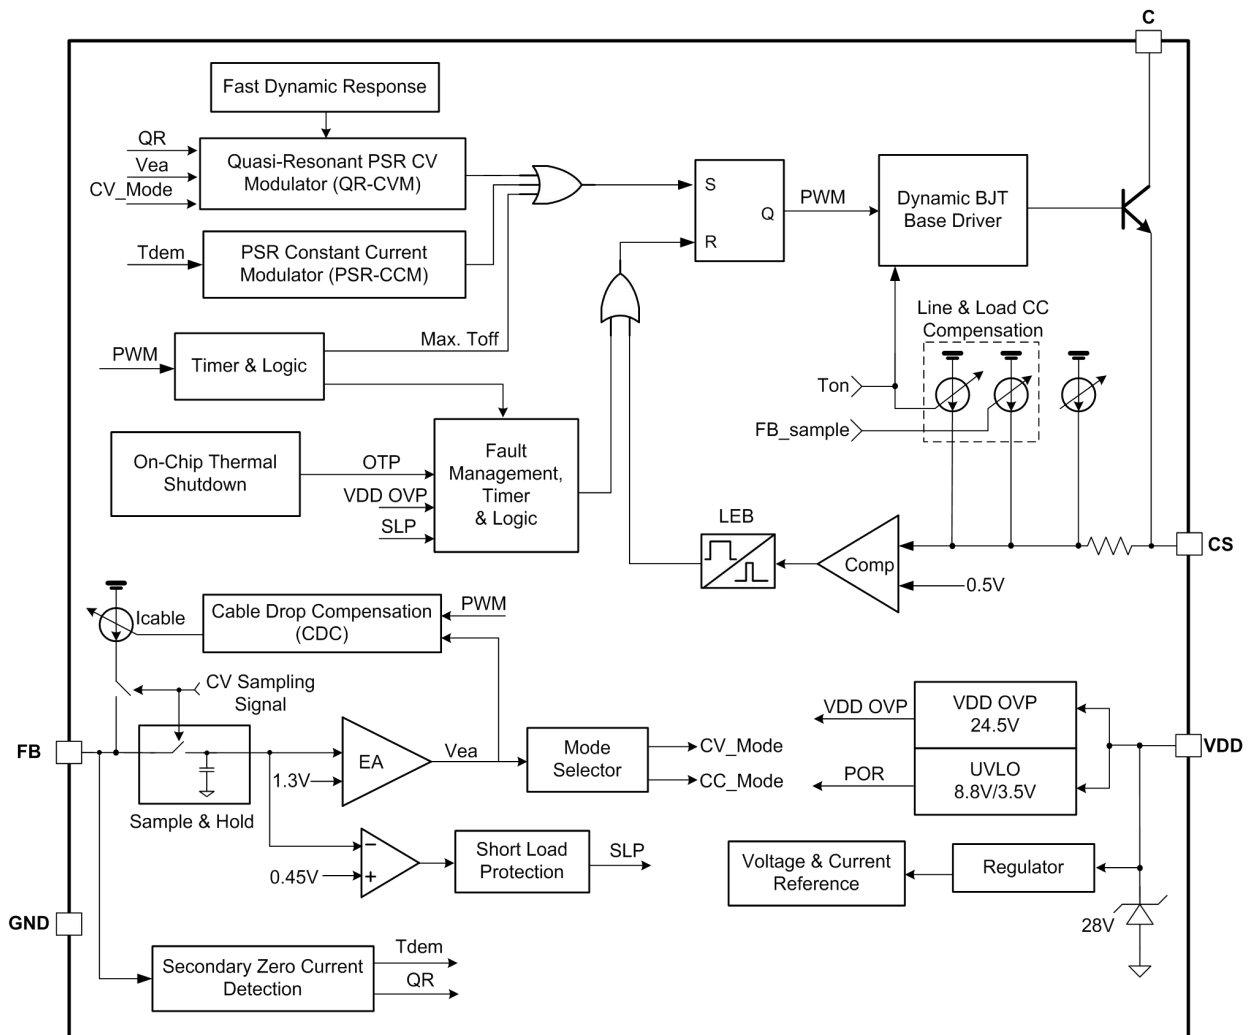 C
Fast Dynamic Response
QR
Vea
CV_Mode
Quasi-Resonant PSR CV
Modulator (QR-CVM)
Tdem
PSR Constant Current
Modulator (PSR-CCM)
S
R
Q
PWM
Dynamic BJT
Base Driver
PWM
Timer & Logic
Max. Toff
Line & Load CC
Compensation
Ton
FB_sample
On-Chip Thermal
Shutdown
OTP
VDD OVP
SLP
Fault
Management,
Timer
& Logic
LEB
Comp
0.5V
CS
Icable
Cable Drop Compensation
(CDC)
PWM
CV Sampling
Signal
FB
Sample & Hold
1.3V
EA
Vea
Mode
Selector
CV_Mode
CC_Mode
VDD OVP
VDD OVP
24.5V
POR
UVLO
8.8V/3.5V
VDD
0.45V
−
+
Short Load
Protection
SLP
Voltage & Current
Reference
Regulator
28V
GND
Secondary Zero Current
Detection
Tdem
QR